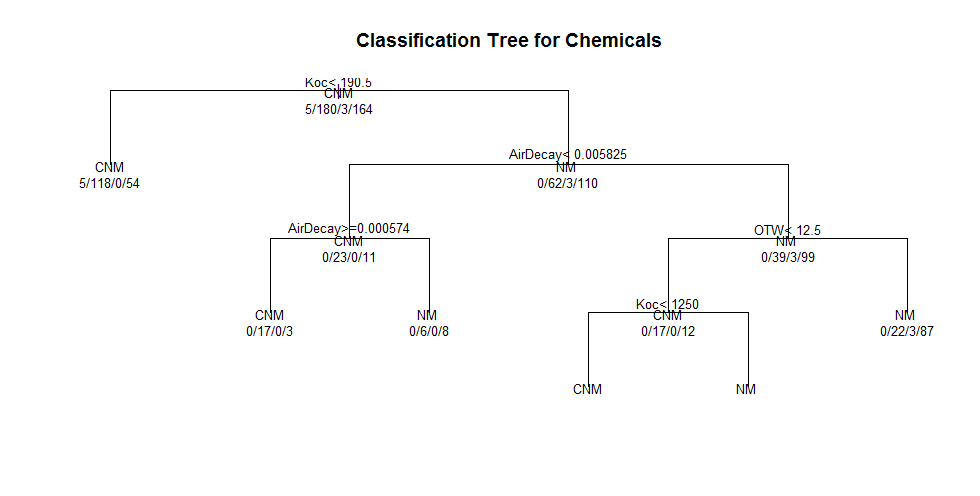 Classification Tree for Chemicals
Koc< 190.5
CNM
5/180/3/164
CNM
5/118/0/54
AirDecay< 0.005825
NM
0/62/3/110
AirDecay>=0.000574
CNM
0/23/0/11
OTW< 12.5
NM
0/39/3/99
CNM
0/17/0/3
NM
0/6/0/8
Koc< 1250
CNM
0/17/0/12
NM
0/22/3/87
CNM
NM